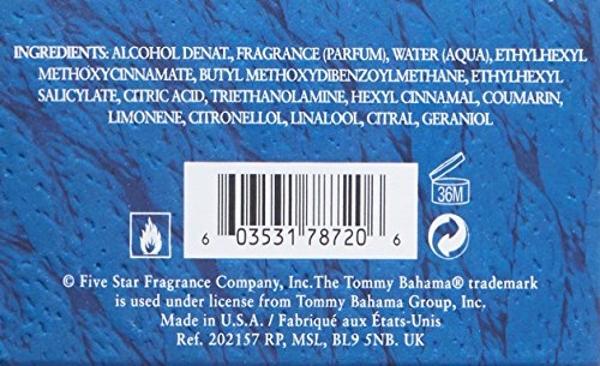 INGREDIENTS: ALCOHOL DENAT., FRAGRANCE (PARFUM), WATER (AQUA), ETHYLHEXYL
METHOXYCINNAMATE, BUTYL METHOXYDIBENZOYLMETHANE, ETHYLHEXYL
SALICYLATE, CITRIC ACID, TRIETHANOLAMINE, HEXYL CINNAMAL, COUMARIN,
LIMONENE, CITRONELLOL, LINALOOL, CITRAL, GERANIOL
36M
6 03531 78720 6
© Five Star Fragrance Company, Inc.The Tommy Bahama® trademark
is used under license from Tommy Bahama Group, Inc.
Made in U.S.A. / Fabriqué aux États-Unis
Ref. 202157 RP, MSL, BL9 5NB. UK